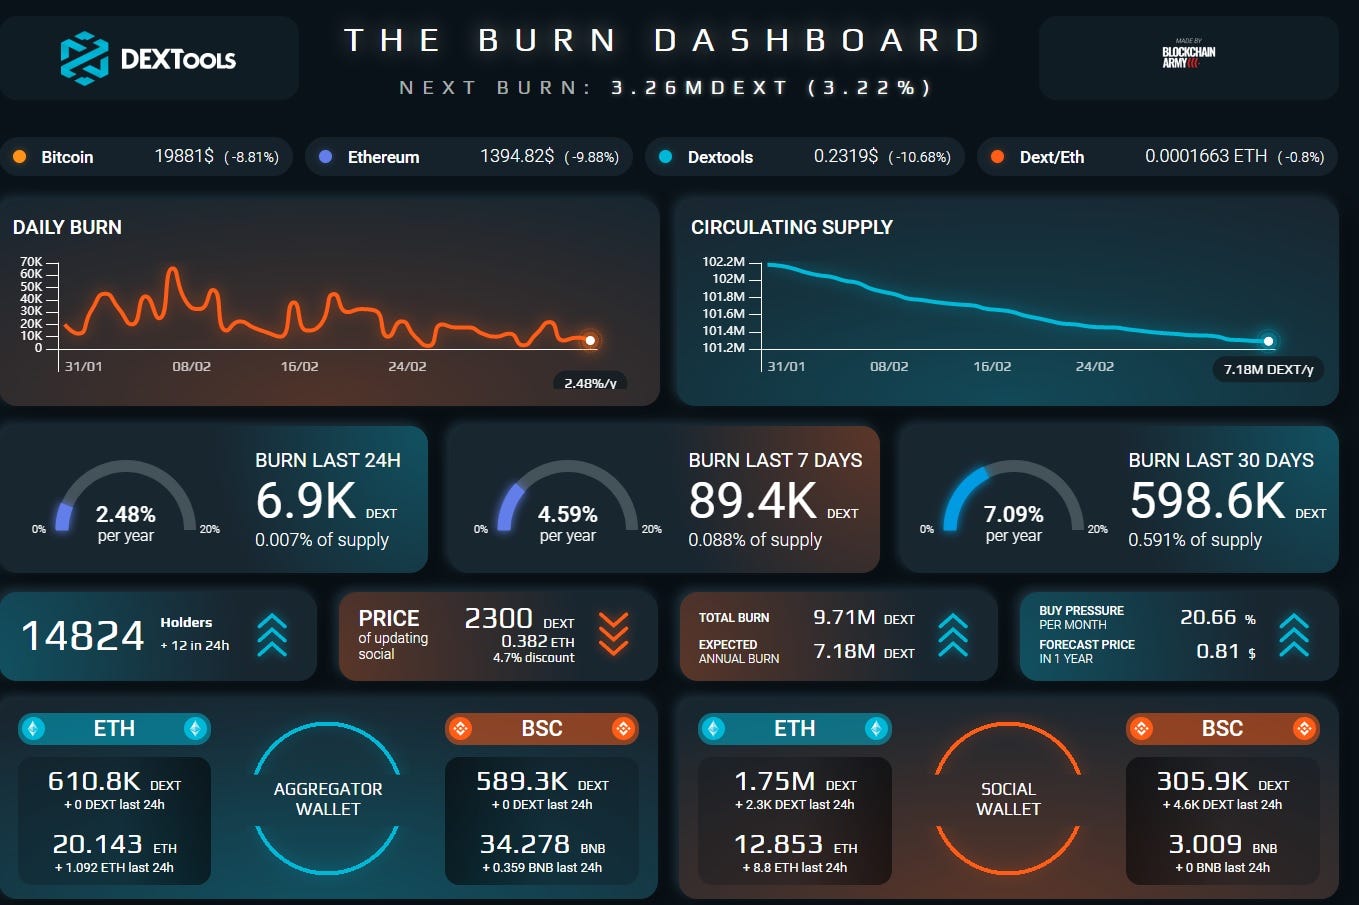 DEXTools
THE BURN DASHBOARD
NEXT BURN: 3.26MDEXT (3.22%)
MADE BY
BLOCKCHAIN
ARMY
Bitcoin 19881$ (-8.81%)
Ethereum 1394.82$ (-9.88%)
Dextools 0.2319$ (-10.68%)
Dext/Eth 0.0001663 ETH (-0.8%)
DAILY BURN
70K
60K
50K
40K
30K
20K
10K
0
31/01 08/02 16/02 24/02
2.48%/y
CIRCULATING SUPPLY
102.2M
102M
101.8M
101.6M
101.4M
101.2M
31/01 08/02 16/02 24/02
7.18M DEXT/y
0% 2.48% 20%
per year
BURN LAST 24H
6.9K DEXT
0.007% of supply
0% 4.59% 20%
per year
BURN LAST 7 DAYS
89.4K DEXT
0.088% of supply
0% 7.09% 20%
per year
BURN LAST 30 DAYS
598.6K DEXT
0.591% of supply
14824 Holders
+ 12 in 24h
PRICE
of updating
social
2300 DEXT
0.382 ETH
4.7% discount
TOTAL BURN 9.71M DEXT
EXPECTED
ANNUAL BURN 7.18M DEXT
BUY PRESSURE
PER MONTH 20.66 %
FORECAST PRICE
IN 1 YEAR 0.81 $
ETH
610.8K DEXT
+ 0 DEXT last 24h
20.143 ETH
+ 1.092 ETH last 24h
AGGREGATOR
WALLET
BSC
589.3K DEXT
+ 0 DEXT last 24h
34.278 BNB
+ 0.359 BNB last 24h
ETH
1.75M DEXT
+ 2.3K DEXT last 24h
12.853 ETH
+ 8.8 ETH last 24h
SOCIAL
WALLET
BSC
305.9K DEXT
+ 4.6K DEXT last 24h
3.009 BNB
+ 0 BNB last 24h